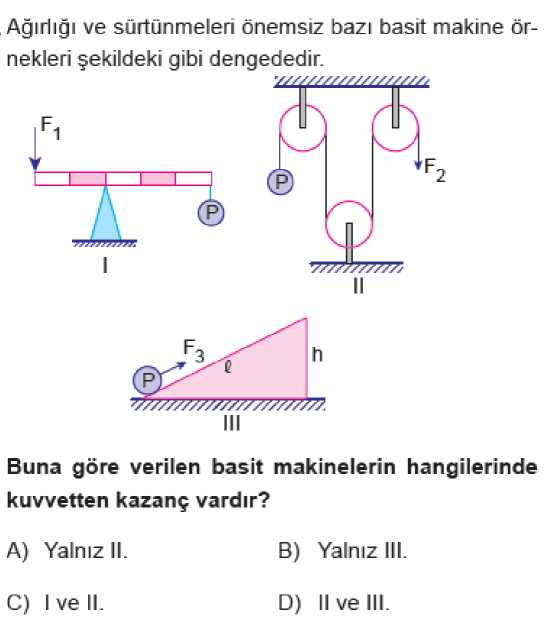 Ağırlığı ve sürtünmeleri önemsiz bazı basit makine ör-
nekleri şekildeki gibi dengededir.
F1
P
I
P
F2
II
F3
P
ℓ
h
III
Buna göre verilen basit makinelerin hangilerinde
kuvvetten kazanç vardır?
A) Yalnız II.
B) Yalnız III.
C) I ve II.
D) II ve III.